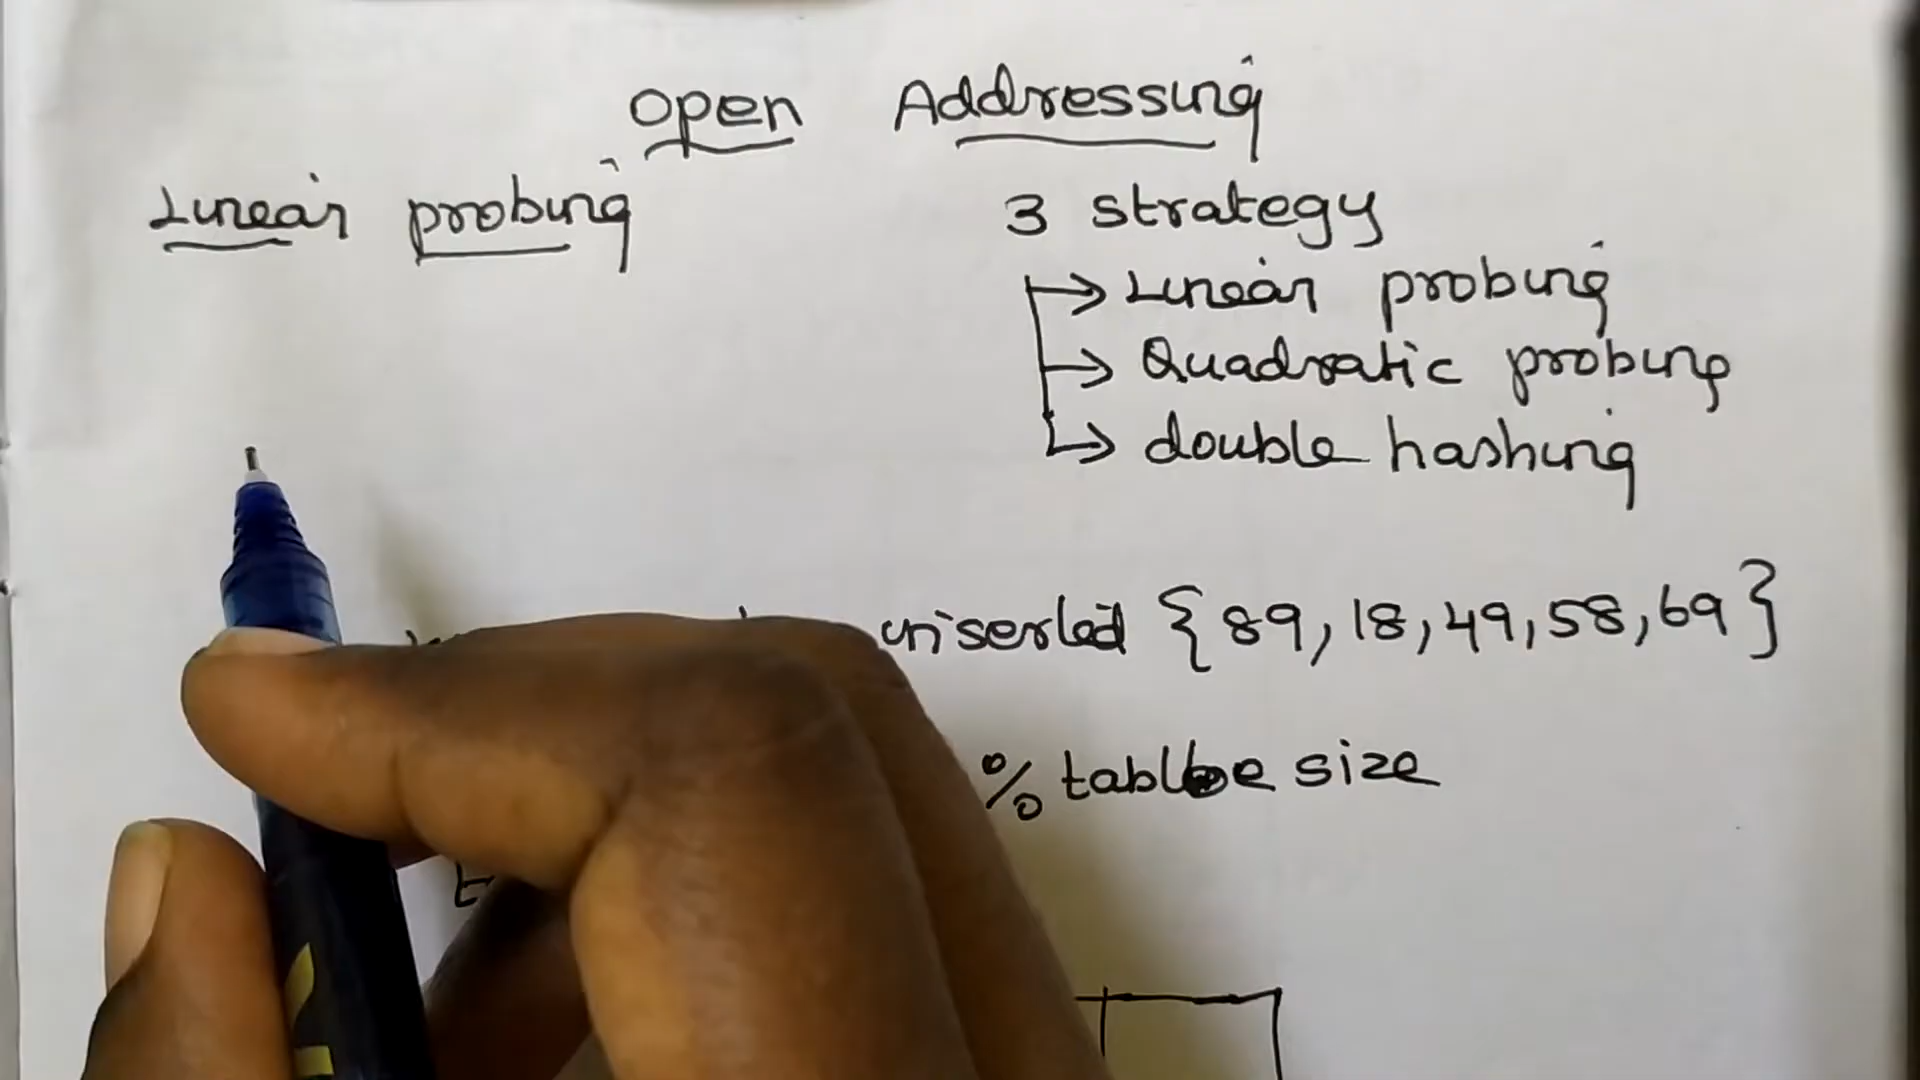 Open Addressing
Linear probing
3 strategy
→ Linear probing
→ Quadratic probing
→ double hashing
inserted {89, 18, 49, 58, 69}
% table size